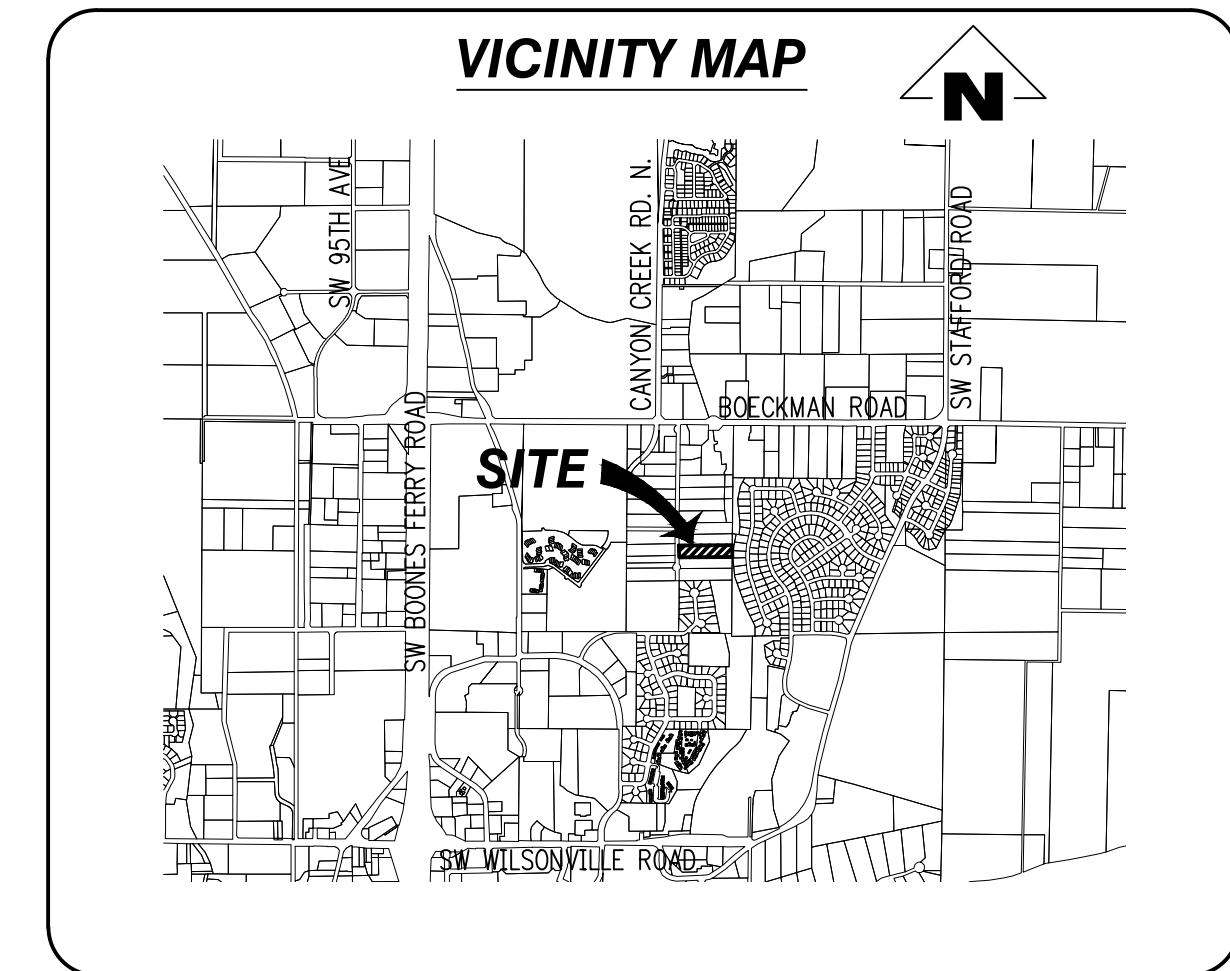 VICINITY MAP
N
SW 95TH AVE
CANYON CREEK RD. N.
SW STAFFORD ROAD
BOECKMAN ROAD
SW BOONES FERRY ROAD
SITE
SW WILSONVILLE ROAD